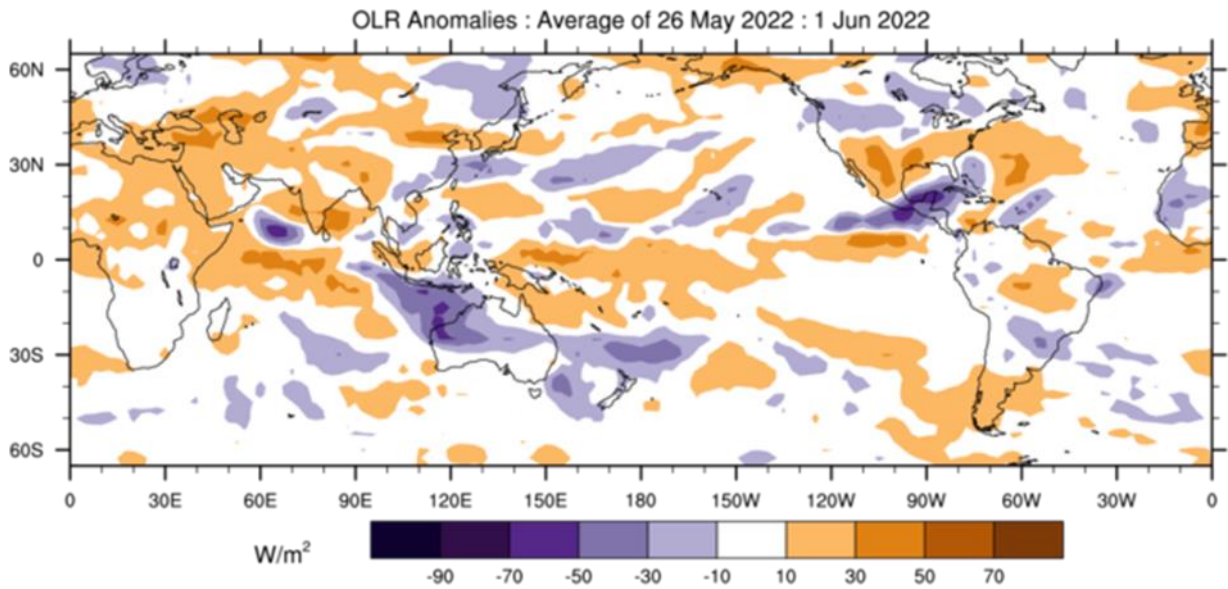 OLR Anomalies : Average of 26 May 2022 : 1 Jun 2022
60N
30N
0
30S
60S
0 30E 60E 90E 120E 150E 180 150W 120W 90W 60W 30W 0
W/m²
-90 -70 -50 -30 -10 10 30 50 70